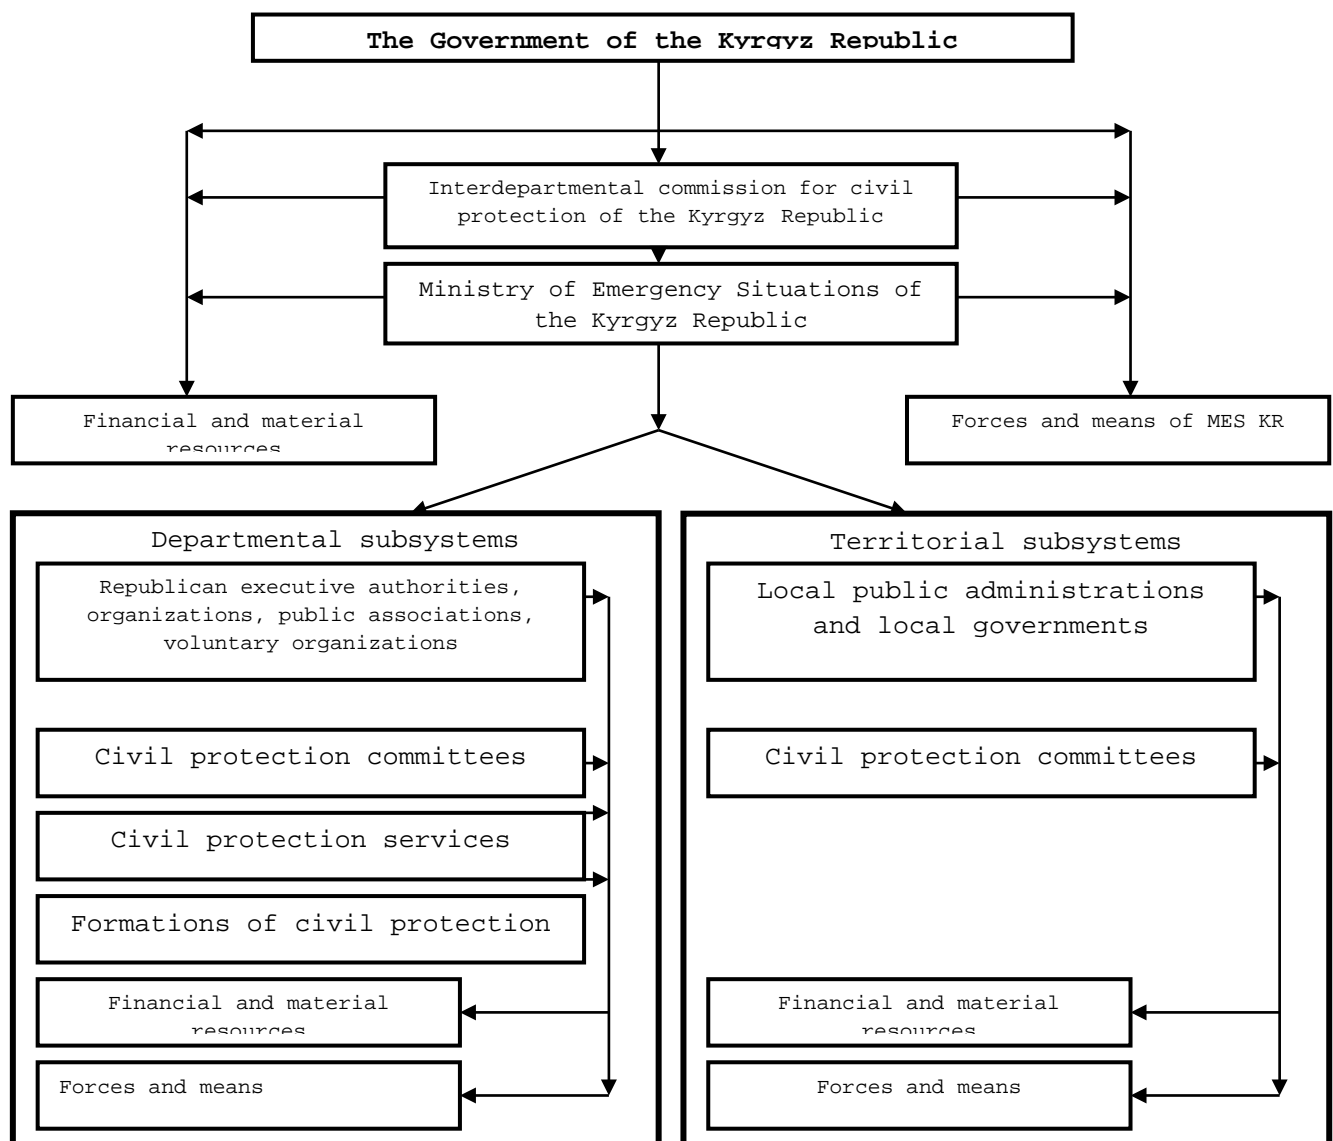 The Government of the Kyrgyz Republic
Interdepartmental commission for civil
protection of the Kyrgyz Republic
Ministry of Emergency Situations of
the Kyrgyz Republic
Financial and material
resources
Forces and means of MES KR
Departmental subsystems
Republican executive authorities,
organizations, public associations,
voluntary organizations
Civil protection committees
Civil protection services
Formations of civil protection
Financial and material
resources
Forces and means
Territorial subsystems
Local public administrations
and local governments
Civil protection committees
Financial and material
resources
Forces and means